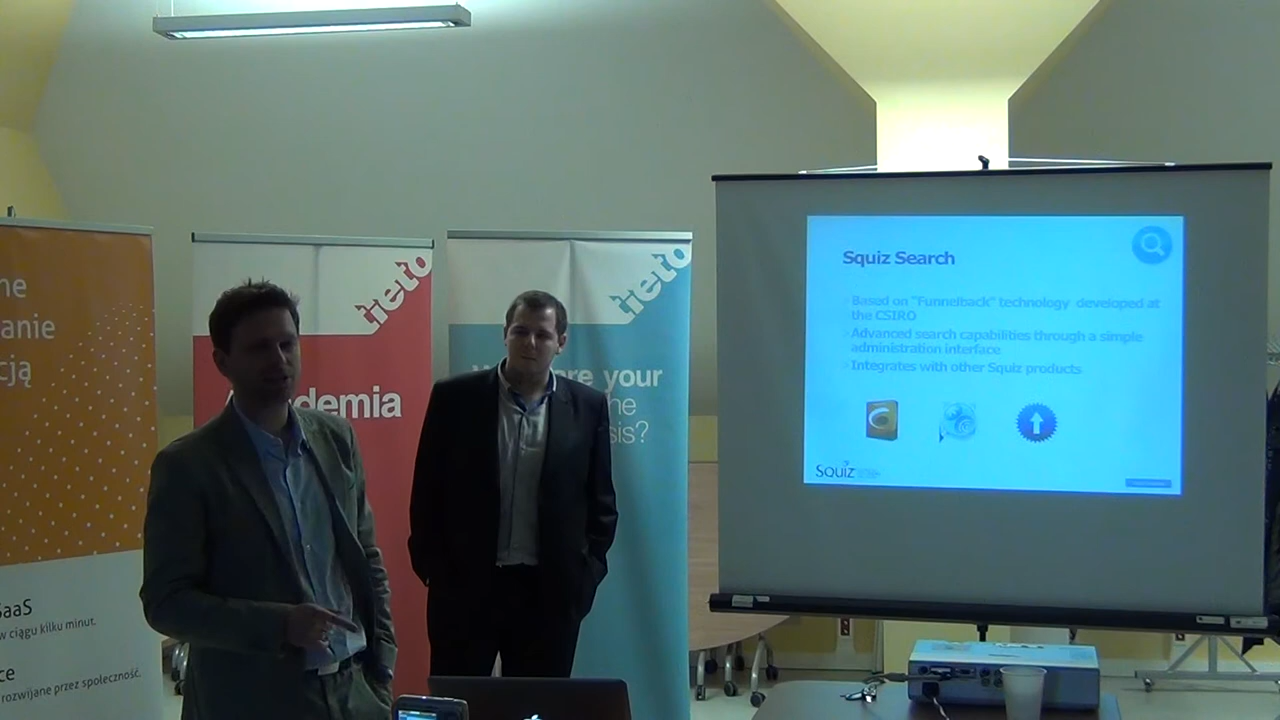 ne
anie
cją
SaaS
w ciągu kilku minut.
ce
rozwijane przez społeczność.
tieto
demia
tieto
re your
ne
sis?
Squiz Search
Based on "Funnelback" technology developed at
the CSIRO
Advanced search capabilities through a simple
administration interface
Integrates with other Squiz products
Squiz